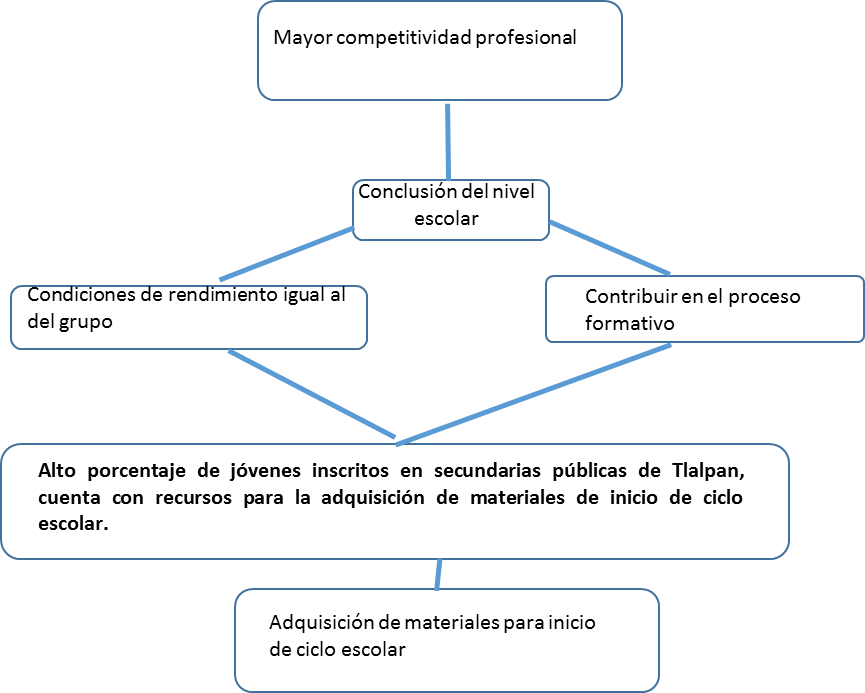 Mayor competitividad profesional
Conclusión del nivel
escolar
Condiciones de rendimiento igual al
del grupo
Contribuir en el proceso
formativo
Alto porcentaje de jóvenes inscritos en secundarias públicas de Tlalpan,
cuenta con recursos para la adquisición de materiales de inicio de ciclo
escolar.
Adquisición de materiales para inicio
de ciclo escolar